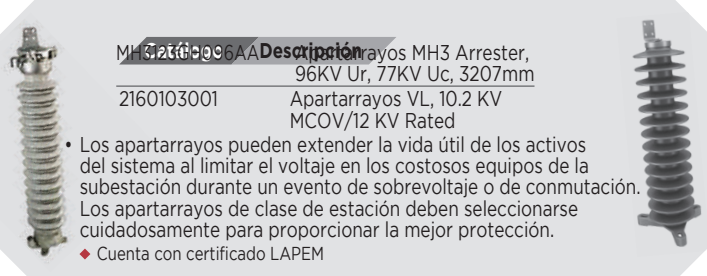 Catálogo Descripción
Apartarrayos MH3 Arrester,
96KV Ur, 77KV Uc, 3207mm
2160103001 Apartarrayos VL, 10.2 KV
MCOV/12 KV Rated
• Los apartarrayos pueden extender la vida útil de los activos
del sistema al limitar el voltaje en los costosos equipos de la
subestación durante un evento de sobrevoltaje o de conmutación.
Los apartarrayos de clase de estación deben seleccionarse
cuidadosamente para proporcionar la mejor protección.
◆ Cuenta con certificado LAPEM